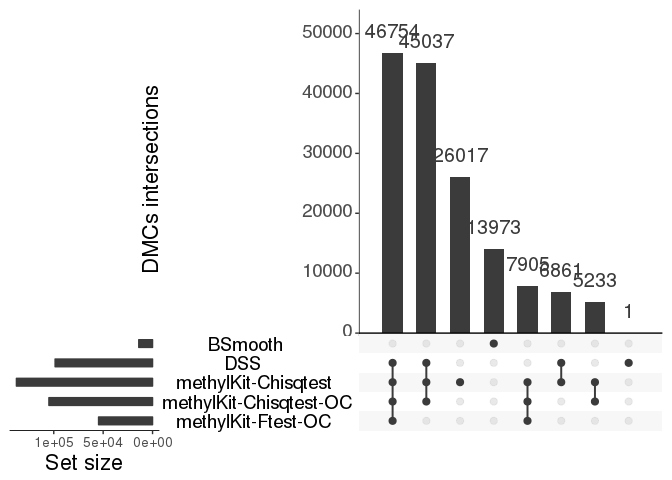 DMCs intersections
50000
40000
30000
20000
10000
0
46754
45037
26017
13973
7905
6861
5233
1
BSmooth
DSS
methylKit-Chisqtest
methylKit-Chisqtest-OC
methylKit-Ftest-OC
1e+05 5e+04 0e+00
Set size